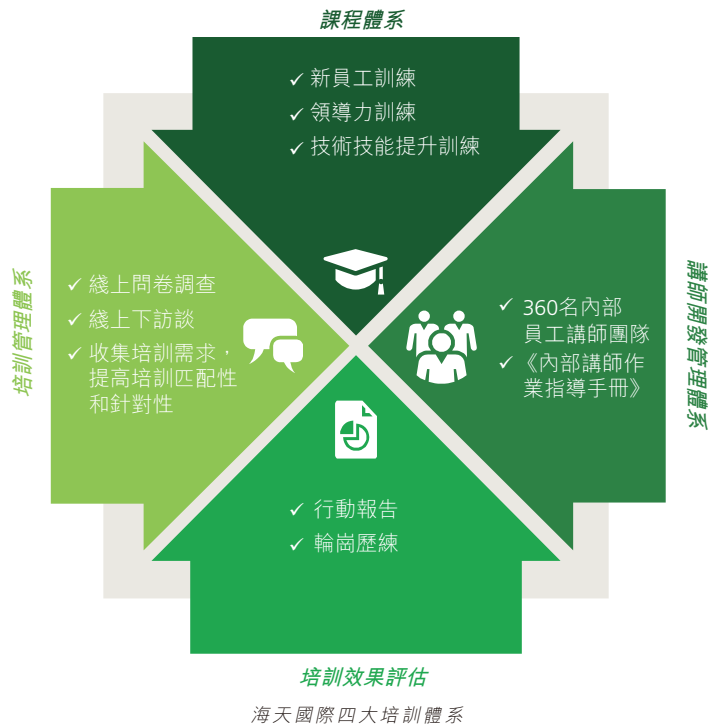 課程體系
新員工訓練
領導力訓練
技術技能提升訓練
培訓管理體系
綫上問卷調查
綫上下訪談
收集培訓需求，
提高培訓匹配性
和針對性
講師開發管理體系
360名內部
員工講師團隊
《內部講師作
業指導手冊》
行動報告
輪崗歷練
培訓效果評估
海天國際四大培訓體系